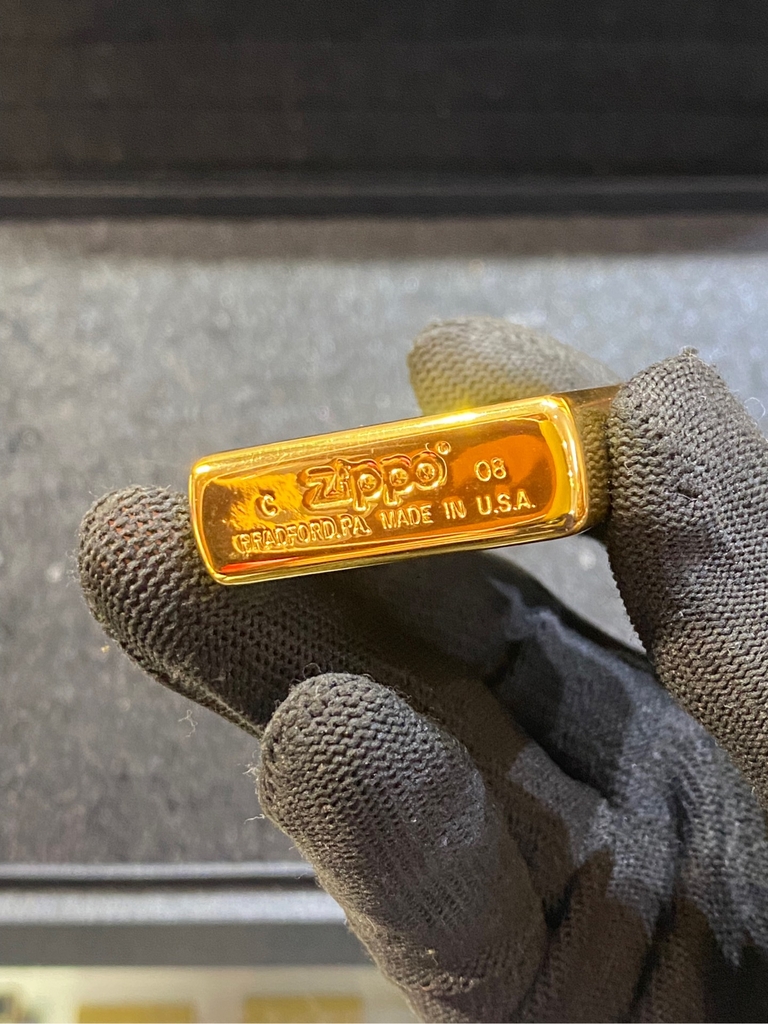 C Zippo® 08
BRADFORD, PA. MADE IN U.S.A.